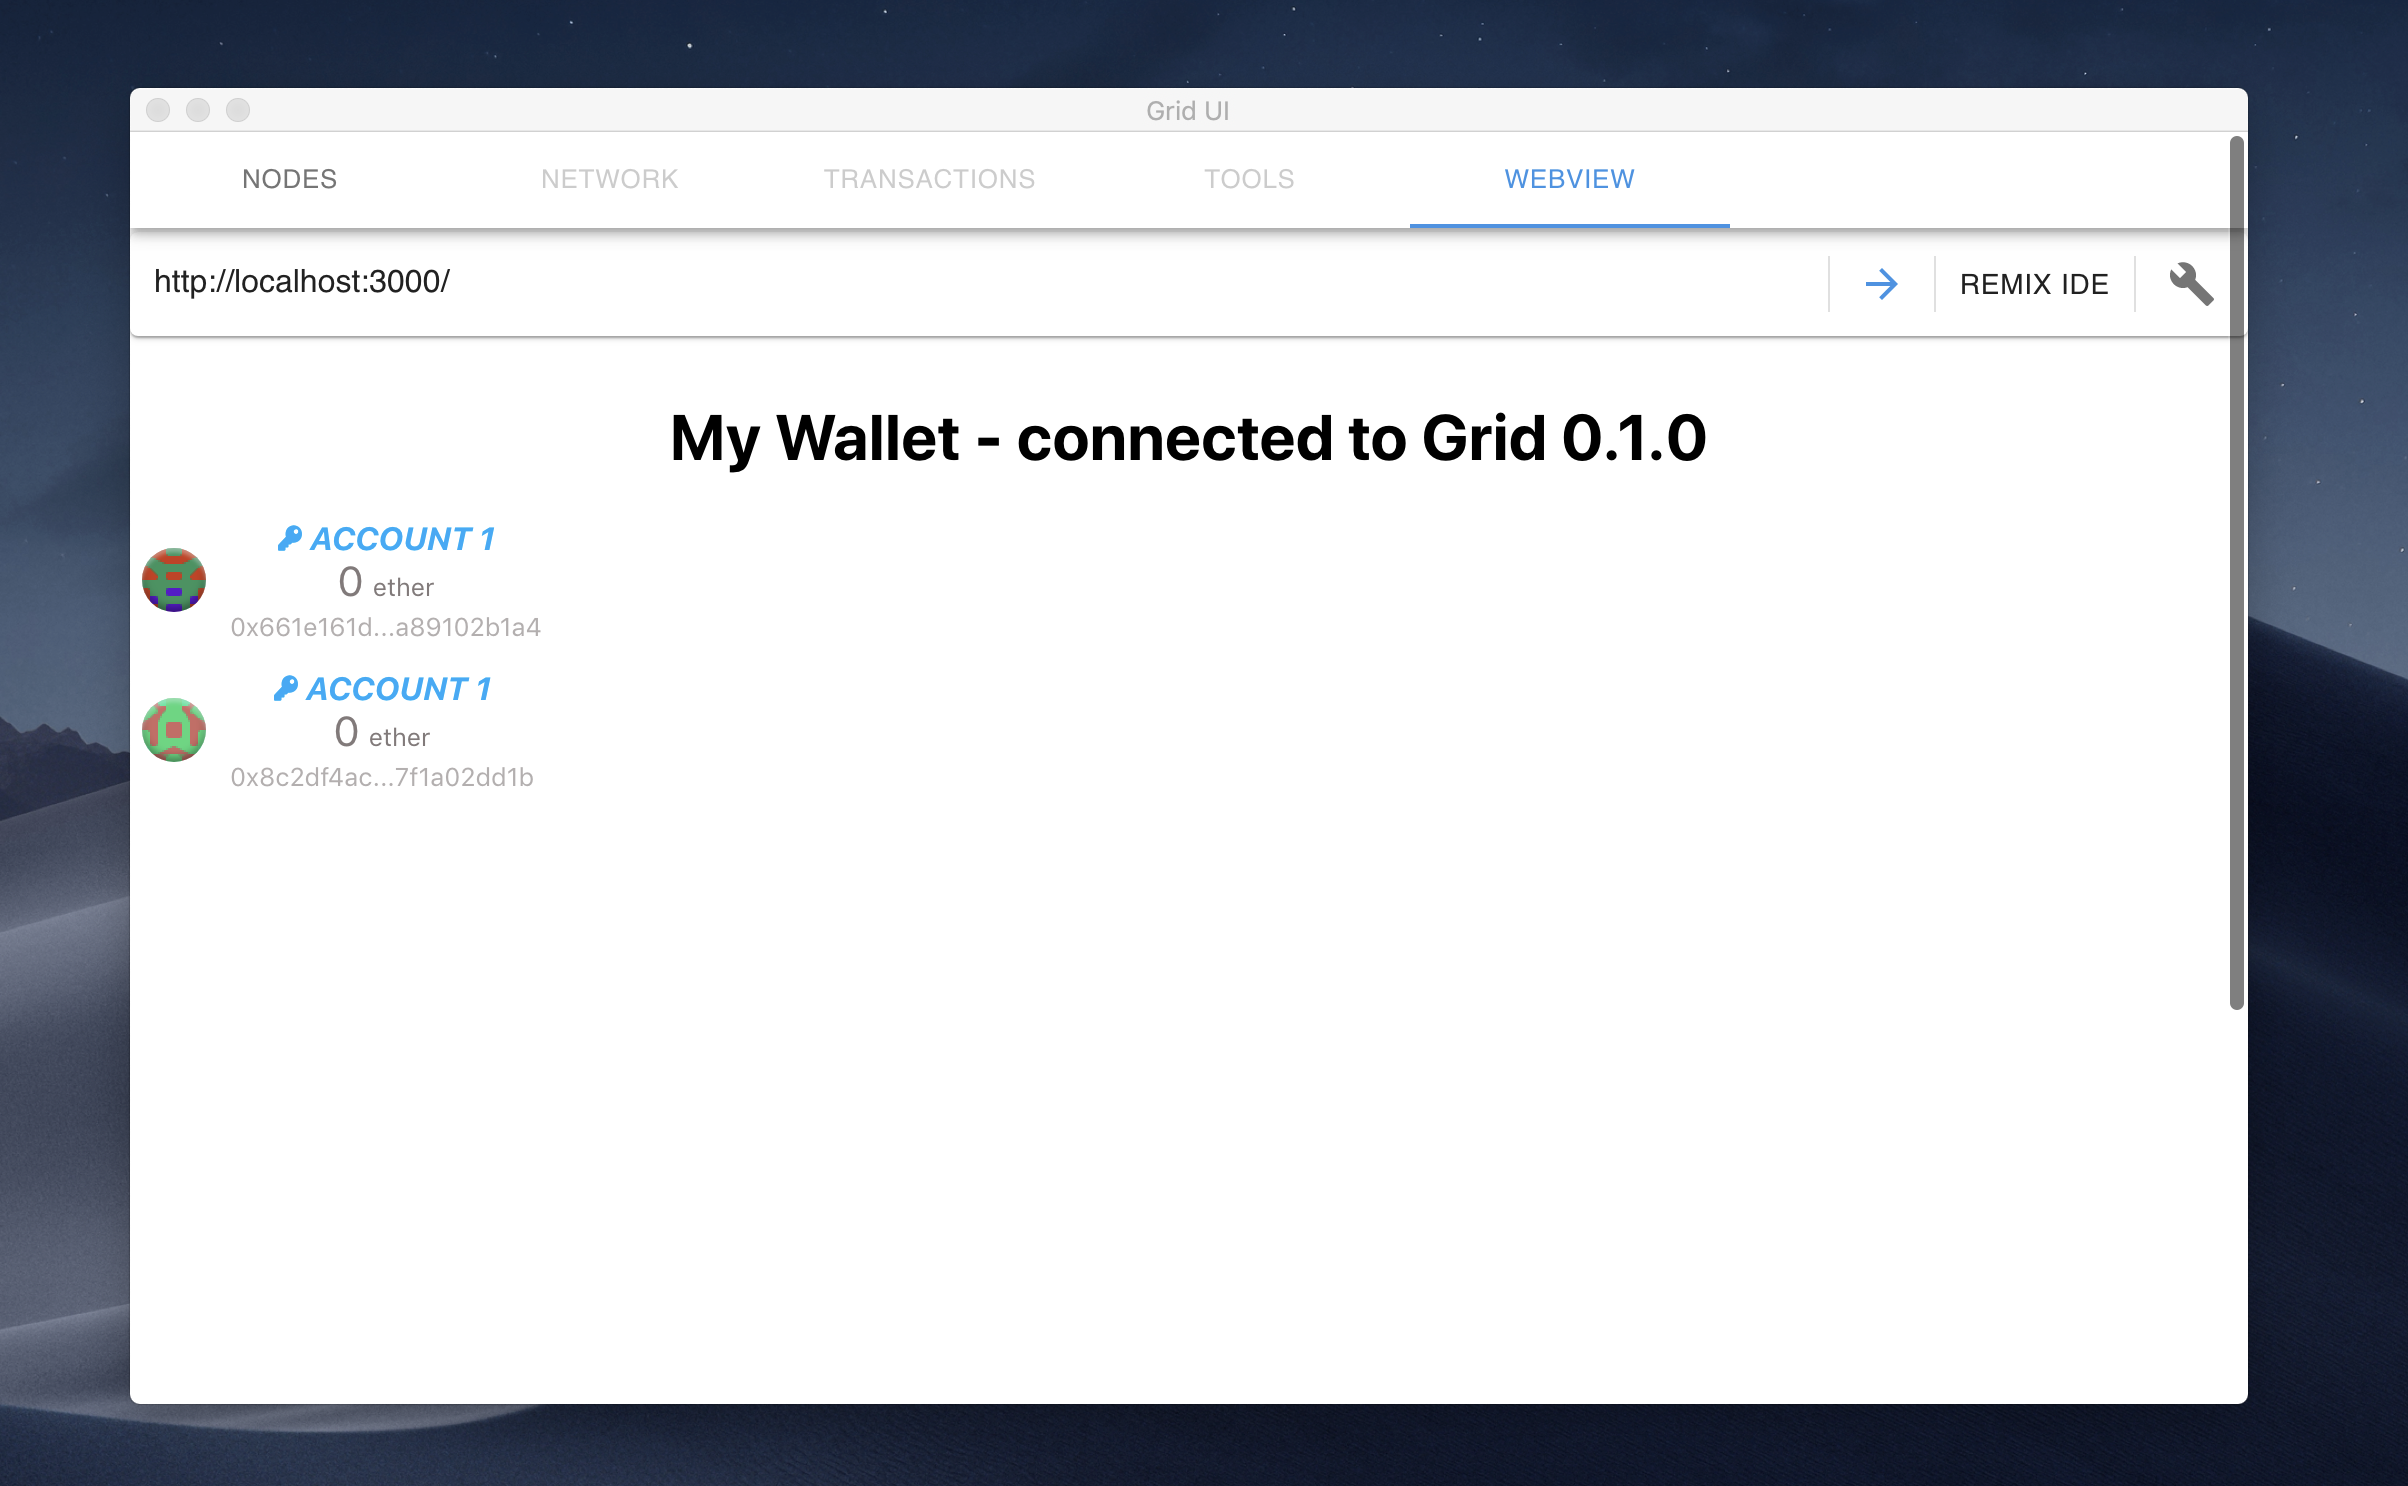 Grid UI
NODES NETWORK TRANSACTIONS TOOLS WEBVIEW
http://localhost:3000/ REMIX IDE
My Wallet - connected to Grid 0.1.0
ACCOUNT 1
0 ether
0x661e161d...a89102b1a4
ACCOUNT 1
0 ether
0x8c2df4ac...7f1a02dd1b